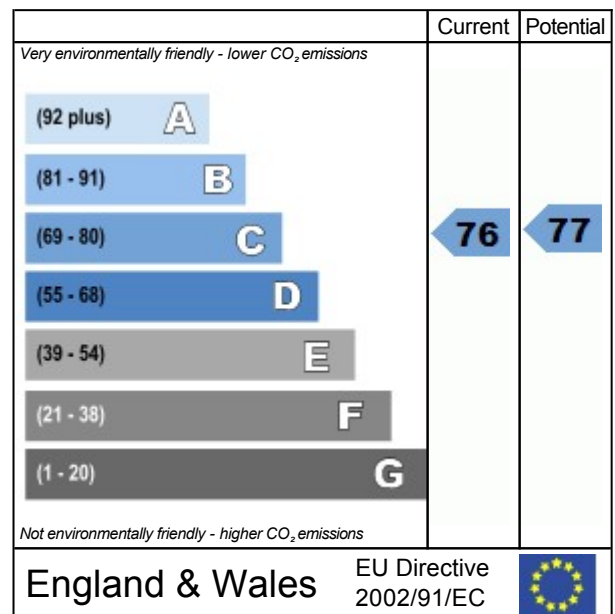 Current Potential
Very environmentally friendly - lower CO₂ emissions
(92 plus) A
(81 - 91) B
(69 - 80) C
76 77
(55 - 68) D
(39 - 54) E
(21 - 38) F
(1 - 20) G
Not environmentally friendly - higher CO₂ emissions
England & Wales
EU Directive
2002/91/EC